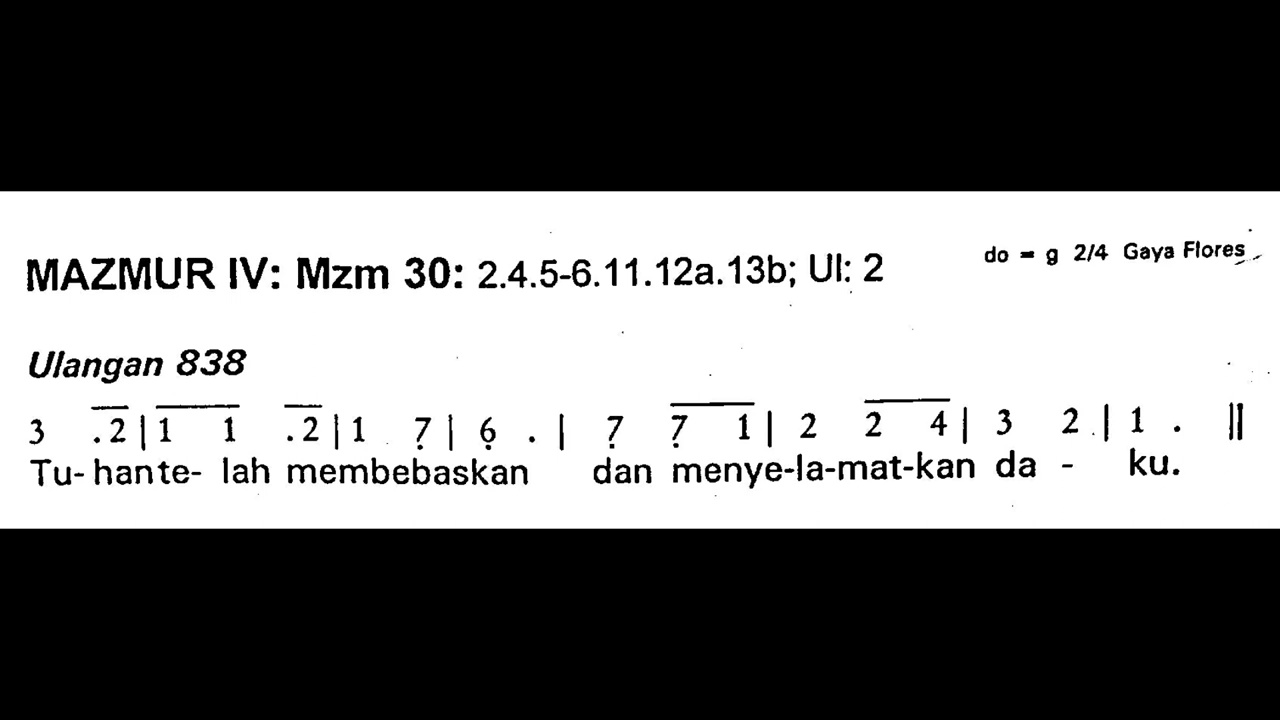 MAZMUR IV: Mzm 30: 2.4.5-6.11.12a.13b; Ul: 2
do = g 2/4 Gaya Flores
Ulangan 838
3 .2 | 1 1 .2 | 1 7̣ | 6̣ . | 7̣ 7̣ 1 | 2 2 4 | 3 2 | 1 . ||
Tu-hante- lah membebaskan dan menye-la-mat-kan da - ku.